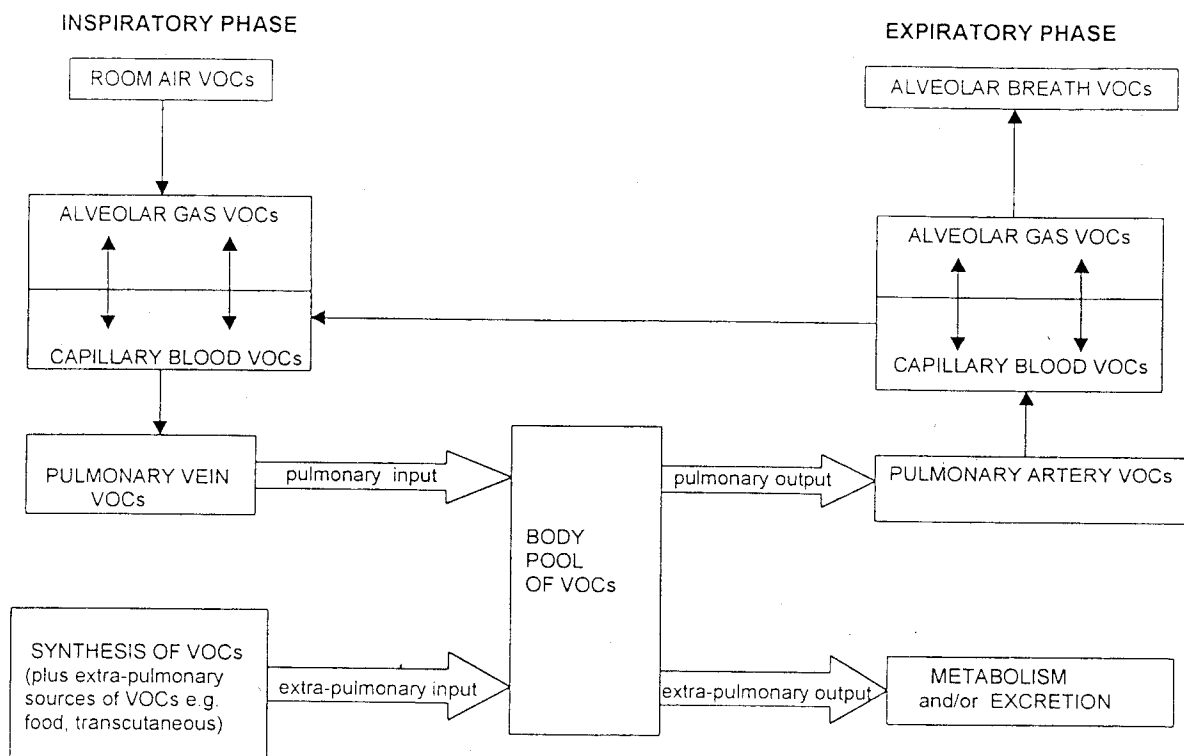 INSPIRATORY PHASE
ROOM AIR VOCs
ALVEOLAR GAS VOCs
CAPILLARY BLOOD VOCs
PULMONARY VEIN
VOCs
pulmonary input
SYNTHESIS OF VOCs
(plus extra-pulmonary
sources of VOCs e.g.
food, transcutaneous)
extra-pulmonary input
BODY
POOL
OF VOCs
EXPIRATORY PHASE
ALVEOLAR BREATH VOCs
ALVEOLAR GAS VOCs
CAPILLARY BLOOD VOCs
pulmonary output
PULMONARY ARTERY VOCs
extra-pulmonary output
METABOLISM
and/or EXCRETION